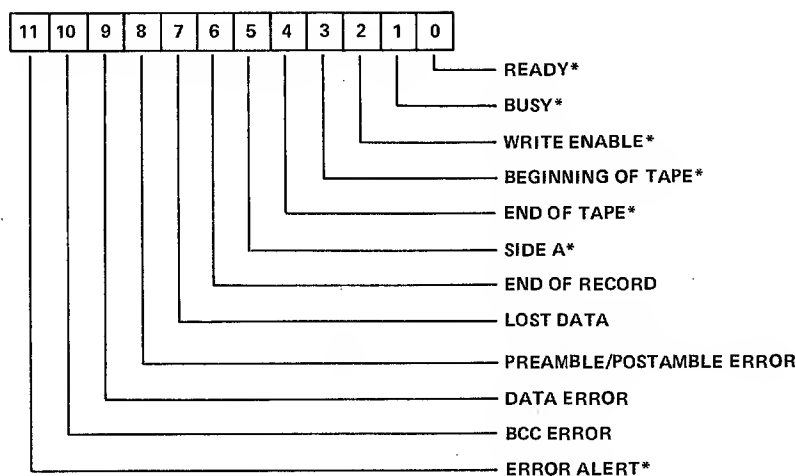 11 10 9 8 7 6 5 4 3 2 1 0
READY*
BUSY*
WRITE ENABLE*
BEGINNING OF TAPE*
END OF TAPE*
SIDE A*
END OF RECORD
LOST DATA
PREAMBLE/POSTAMBLE ERROR
DATA ERROR
BCC ERROR
ERROR ALERT*